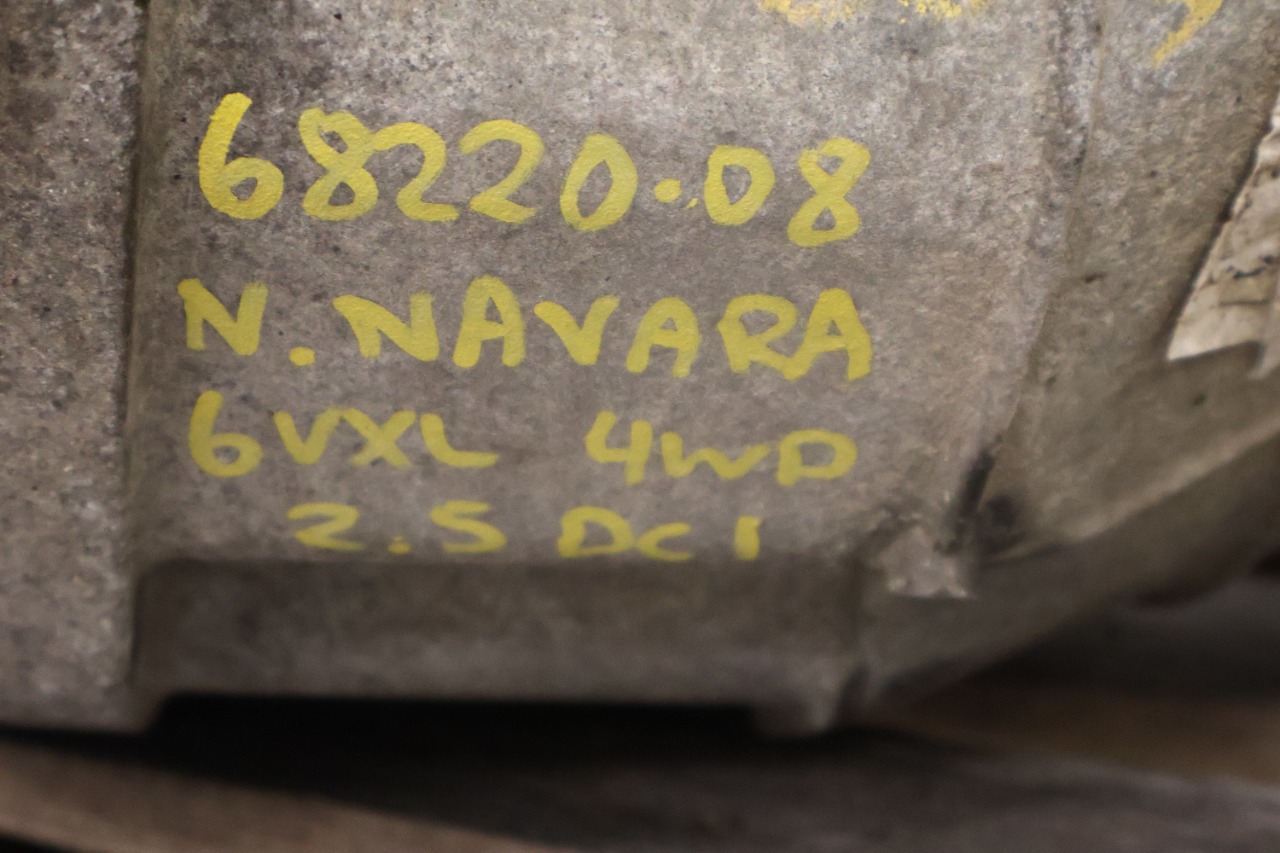 68220.08
N. NAVARA
6VXL 4WD
2.5 DCI